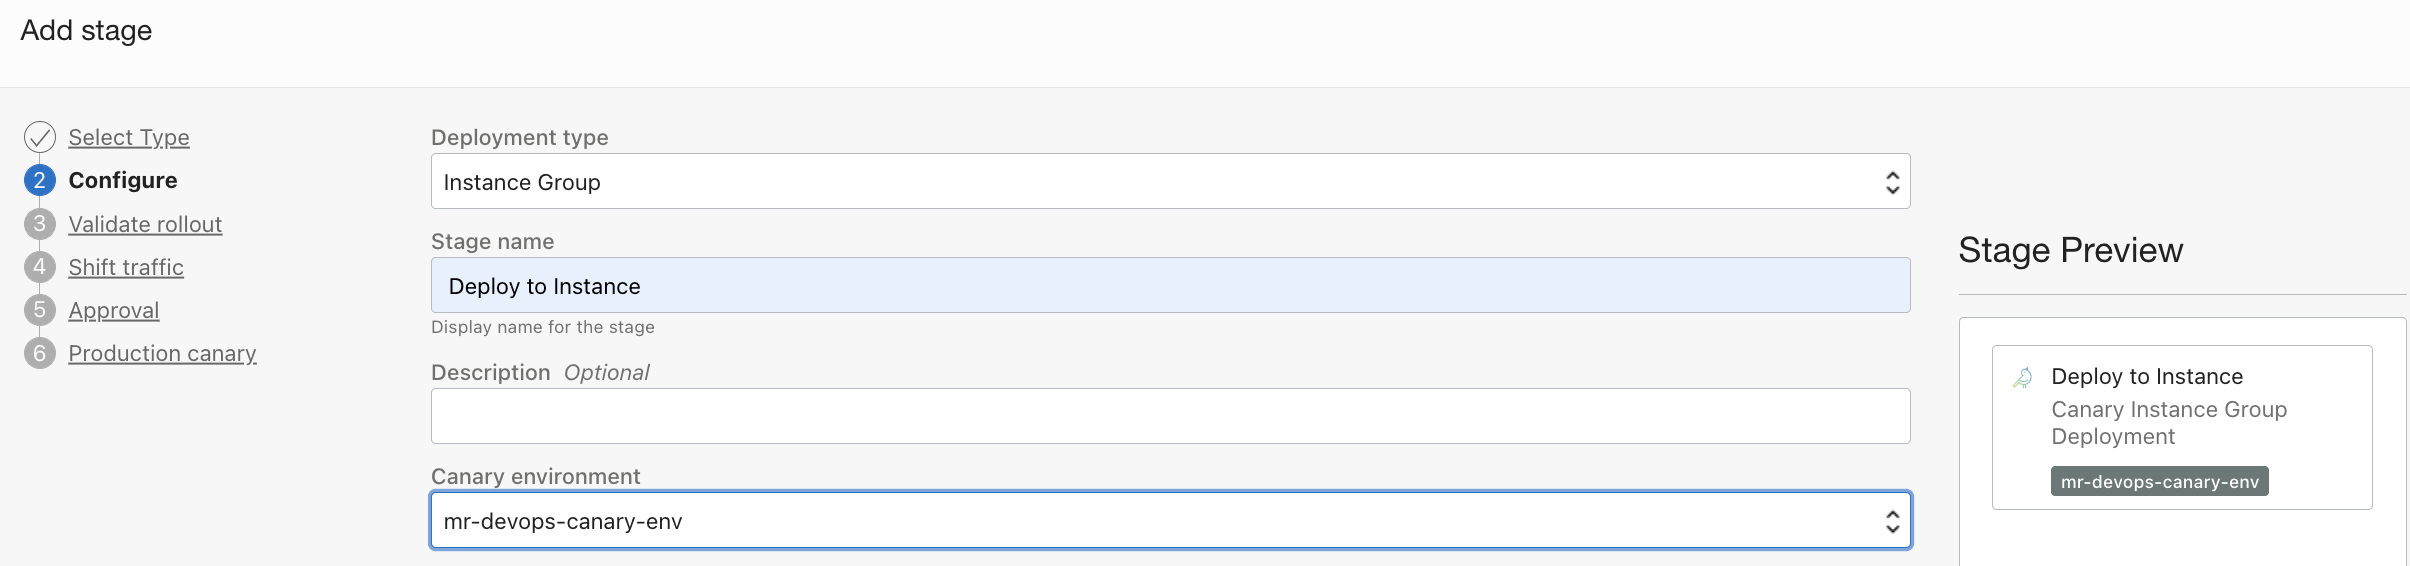 Add stage
Select Type
2 Configure
3 Validate rollout
4 Shift traffic
5 Approval
6 Production canary
Deployment type
Instance Group
Stage name
Deploy to Instance
Display name for the stage
Description Optional
Canary environment
mr-devops-canary-env
Stage Preview
Deploy to Instance
Canary Instance Group
Deployment
mr-devops-canary-env